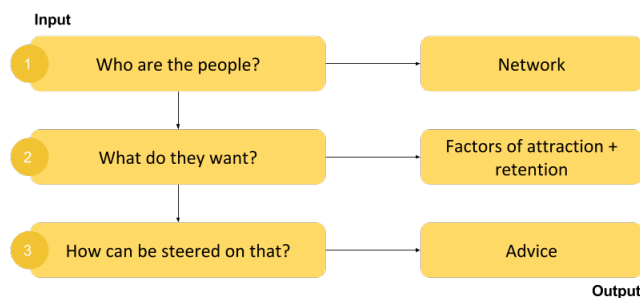 Input
1
Who are the people?
Network
2
What do they want?
Factors of attraction +
retention
3
How can be steered on that?
Advice
Output